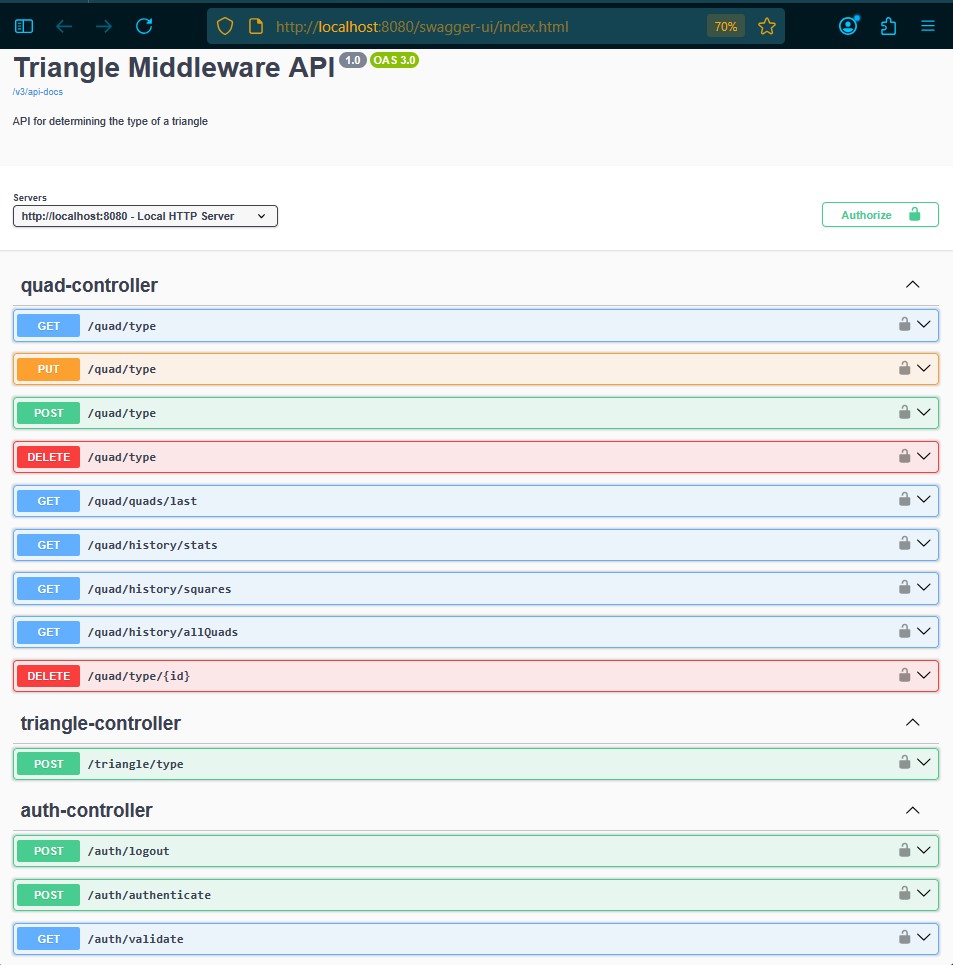 http://localhost:8080/swagger-ui/index.html 70%
Triangle Middleware API 1.0 OAS 3.0
/v3/api-docs
API for determining the type of a triangle
Servers
http://localhost:8080 - Local HTTP Server
Authorize
quad-controller
GET /quad/type
PUT /quad/type
POST /quad/type
DELETE /quad/type
GET /quad/quads/last
GET /quad/history/stats
GET /quad/history/squares
GET /quad/history/allQuads
DELETE /quad/type/{id}
triangle-controller
POST /triangle/type
auth-controller
POST /auth/logout
POST /auth/authenticate
GET /auth/validate